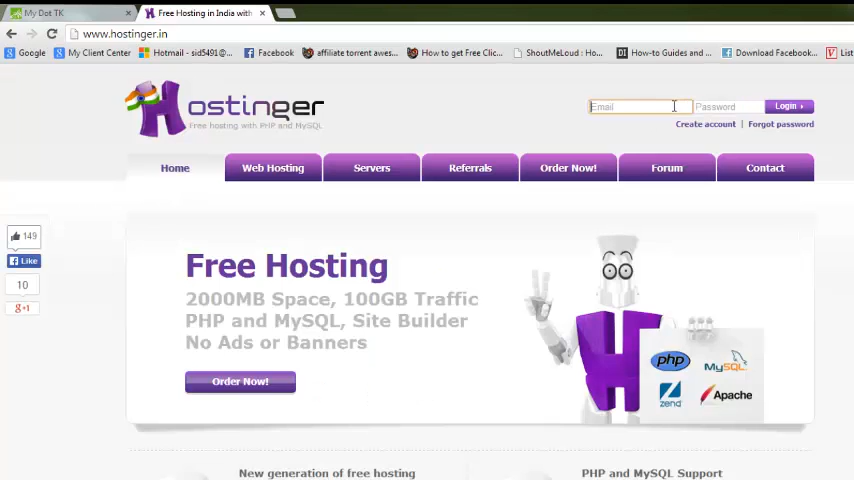 My Dot TK
Free Hosting in India with
www.hostinger.in
Google
My Client Center
Hotmail - sid5491@...
Facebook
affiliate torrent awes...
How to get Free Clic...
ShoutMeLoud : Ho...
How-to Guides and ...
Download Facebook...
List
Hostinger
Free hosting with PHP and MySQL
Email
Password
Login ›
Create account | Forgot password
Home
Web Hosting
Servers
Referrals
Order Now!
Forum
Contact
149
Like
10
g+1
Free Hosting
2000MB Space, 100GB Traffic
PHP and MySQL, Site Builder
No Ads or Banners
Order Now!
H
php
MySQL
zend
Apache
New generation of free hosting
PHP and MySQL Support